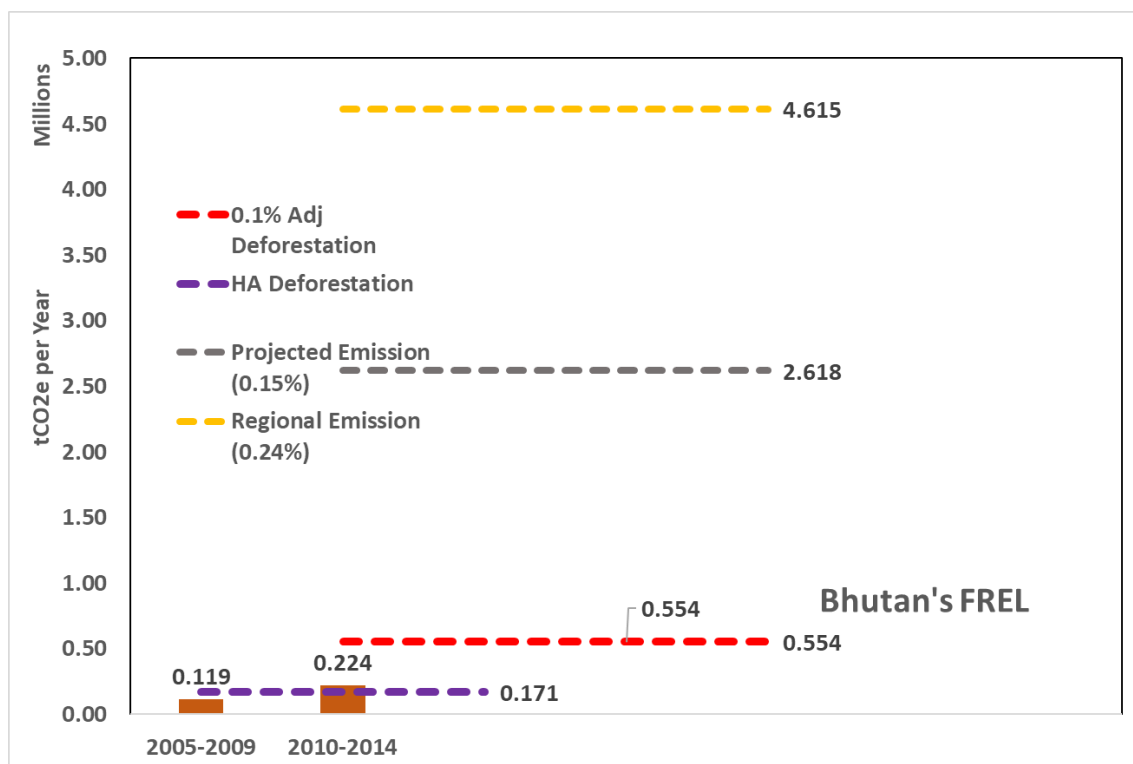 Millions
tCO2e per Year
5.00
4.50
4.00
3.50
3.00
2.50
2.00
1.50
1.00
0.50
0.00
4.615
0.1% Adj
Deforestation
HA Deforestation
Projected Emission
(0.15%)
Regional Emission
(0.24%)
2.618
Bhutan's FREL
0.554
0.554
0.119
0.224
0.171
2005-2009
2010-2014